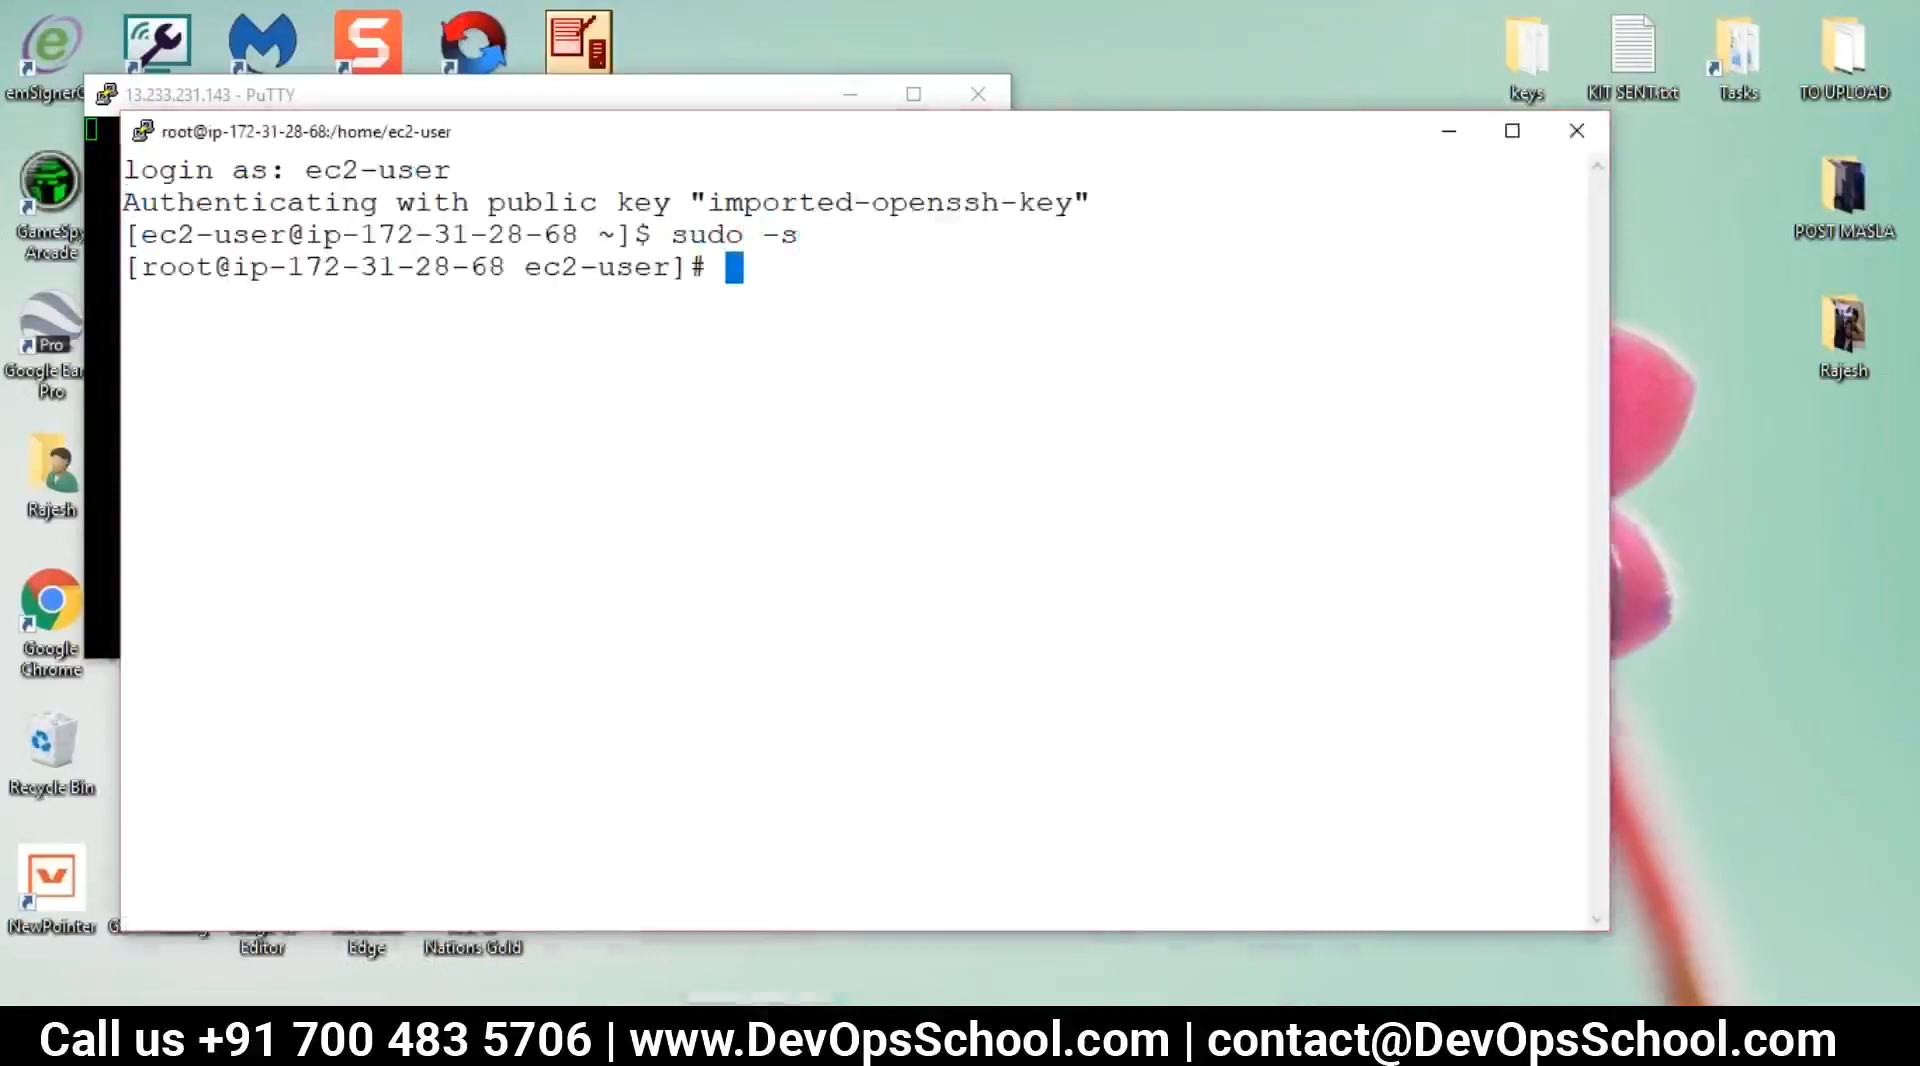 emSignerG
keys
KIT SENT.txt
Tasks
TO UPLOAD
13.233.231.143 - PuTTY
root@ip-172-31-28-68:/home/ec2-user
login as: ec2-user
Authenticating with public key "imported-openssh-key"
[ec2-user@ip-172-31-28-68 ~]$ sudo -s
[root@ip-172-31-28-68 ec2-user]#
GameSpy
Arcade
POST MASLA
Pro
Google Ear
Pro
Rajesh
Rajesh
Google
Chrome
Recycle Bin
NewPointer
Editor
Edge
Nations Gold
Call us +91 700 483 5706 | www.DevOpsSchool.com | contact@DevOpsSchool.com